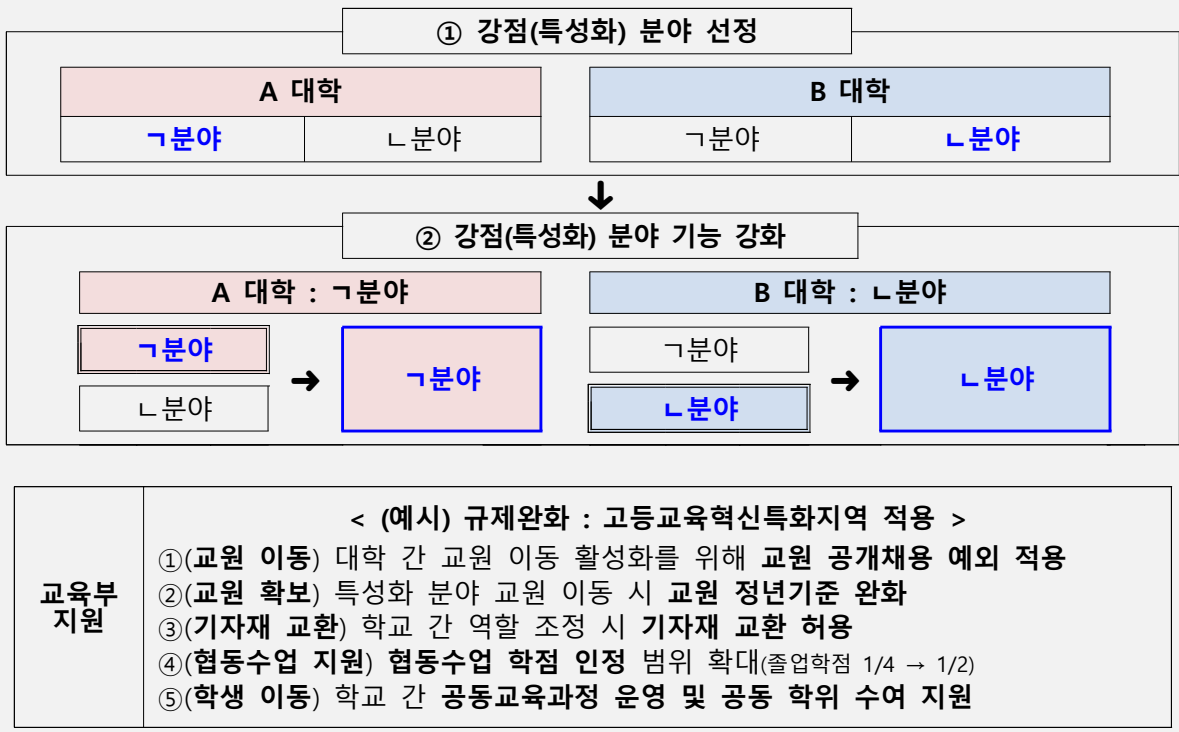 ① 강점(특성화) 분야 선정
A 대학
B 대학
ㄱ분야
ㄴ분야
ㄱ분야
ㄴ분야
② 강점(특성화) 분야 기능 강화
A 대학 : ㄱ분야
B 대학 : ㄴ분야
ㄱ분야
ㄴ분야
ㄱ분야
ㄱ분야
ㄴ분야
ㄴ분야
교육부
지원
< (예시) 규제완화 : 고등교육혁신특화지역 적용 >
①(교원 이동) 대학 간 교원 이동 활성화를 위해 교원 공개채용 예외 적용
②(교원 확보) 특성화 분야 교원 이동 시 교원 정년기준 완화
③(기자재 교환) 학교 간 역할 조정 시 기자재 교환 허용
④(협동수업 지원) 협동수업 학점 인정 범위 확대(졸업학점 1/4 → 1/2)
⑤(학생 이동) 학교 간 공동교육과정 운영 및 공동 학위 수여 지원